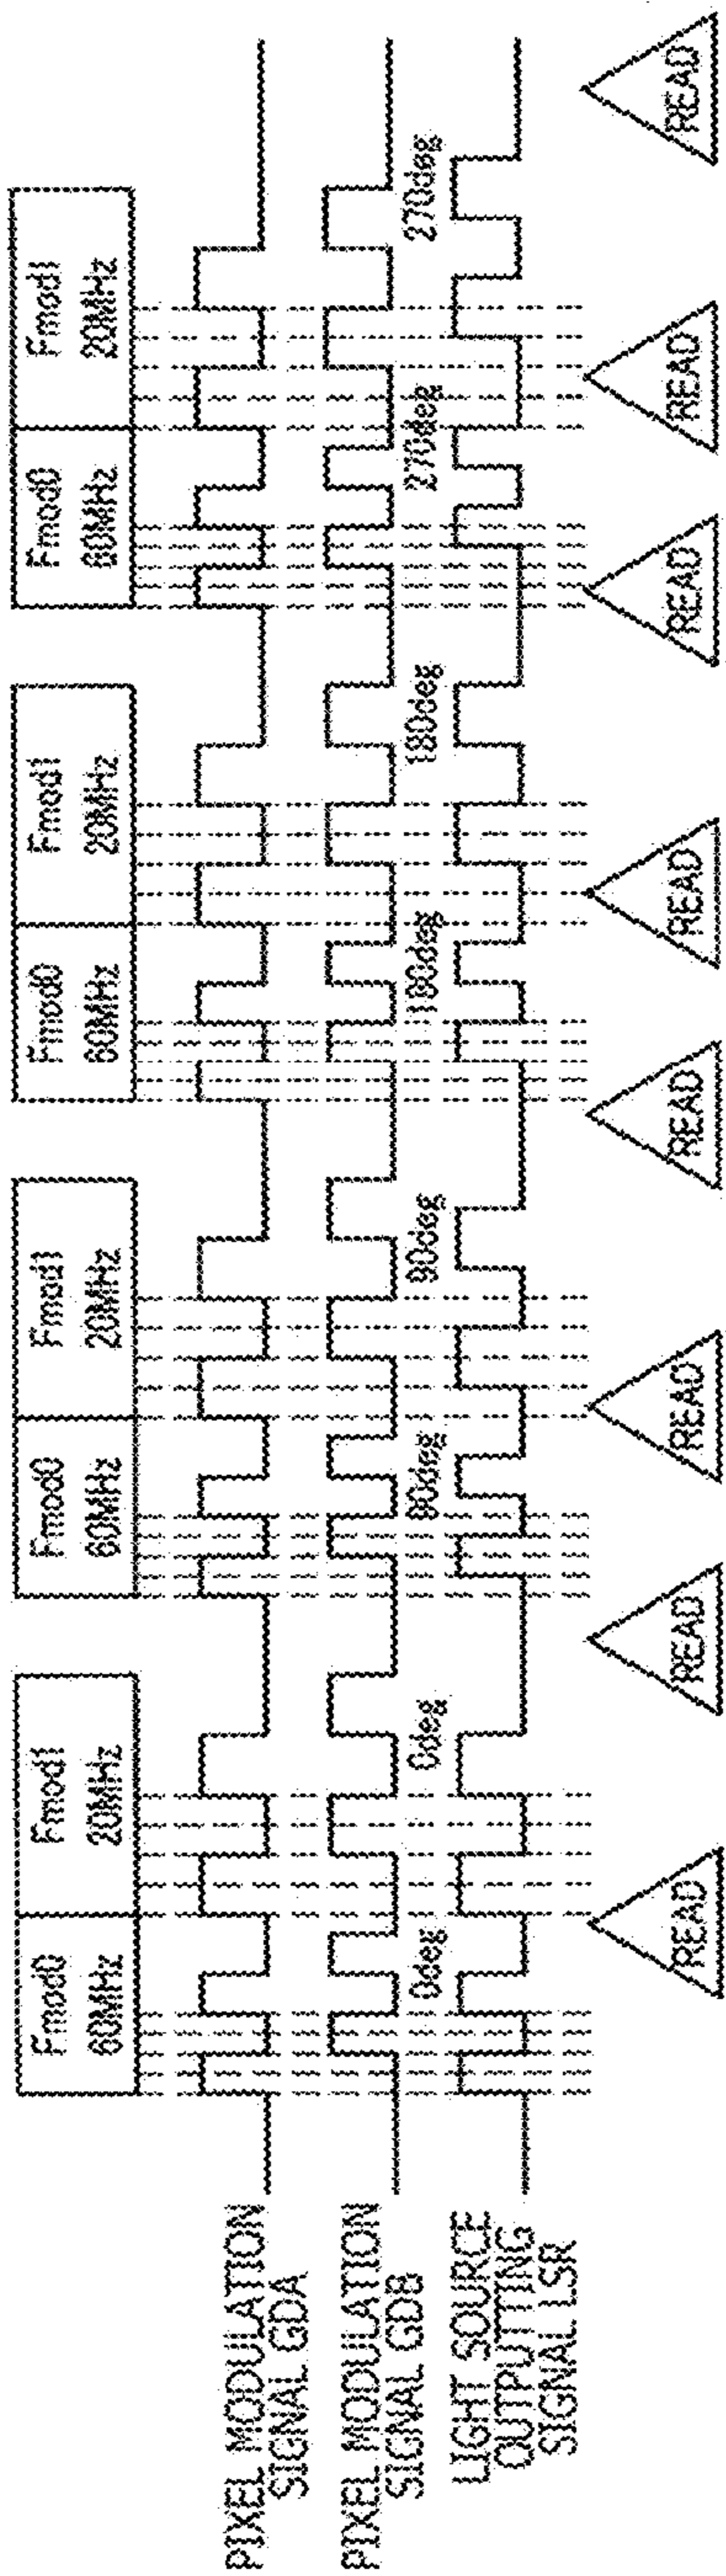 Fmod0
60MHz
Fmod1
20MHz
Fmod0
60MHz
Fmod1
20MHz
Fmod0
60MHz
Fmod1
20MHz
Fmod0
60MHz
Fmod1
20MHz
PIXEL MODULATION
SIGNAL GDA
PIXEL MODULATION
SIGNAL GDB
0deg
0deg
90deg
90deg
180deg
180deg
270deg
270deg
LIGHT SOURCE
OUTPUTTING
SIGNAL LSR
READ
READ
READ
READ
READ
READ
READ
READ